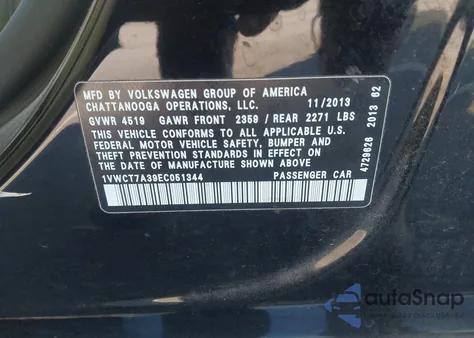 MFD BY VOLKSWAGEN GROUP OF AMERICA
CHATTANOOGA OPERATIONS, LLC. 11/2013
GVWR 4519 GAWR FRONT 2359 / REAR 2271 LBS
THIS VEHICLE CONFORMS TO ALL APPLICABLE U.S.
FEDERAL MOTOR VEHICLE SAFETY, BUMPER AND
THEFT PREVENTION STANDARDS IN EFFECT ON
THE DATE OF MANUFACTURE SHOWN ABOVE.
1VWCT7A39EC051344 PASSENGER CAR
4729628 2013 62
autoSnap